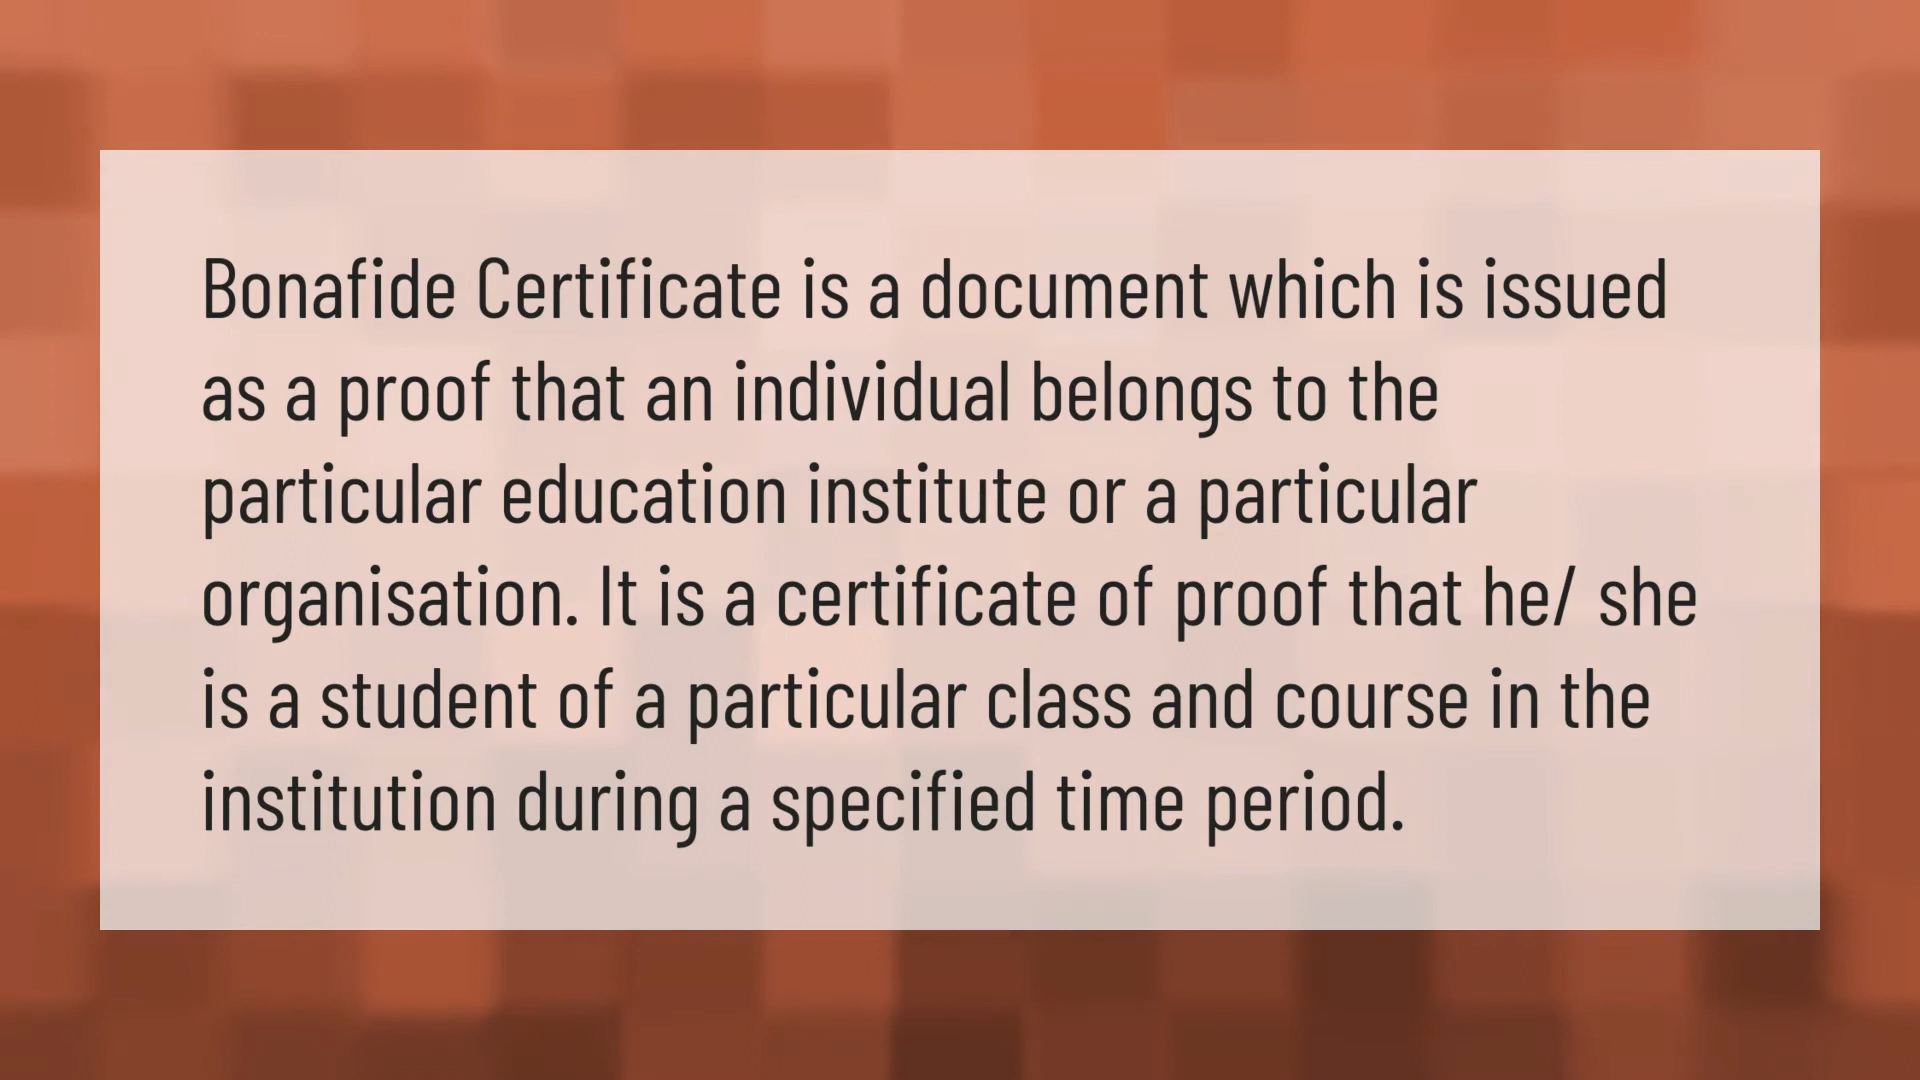 Bonafide Certificate is a document which is issued
as a proof that an individual belongs to the
particular education institute or a particular
organisation. It is a certificate of proof that he/ she
is a student of a particular class and course in the
institution during a specified time period.